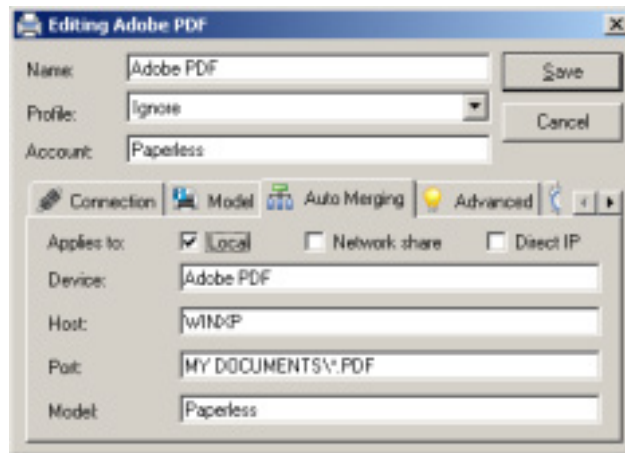 Editing Adobe PDF
Name: Adobe PDF Save
Profile: Ignore Cancel
Account: Paperless
Connection Model Auto Merging Advanced
Applies to: Local Network share Direct IP
Device: Adobe PDF
Host: WINXP
Port: MY DOCUMENTS\*.PDF
Model: Paperless